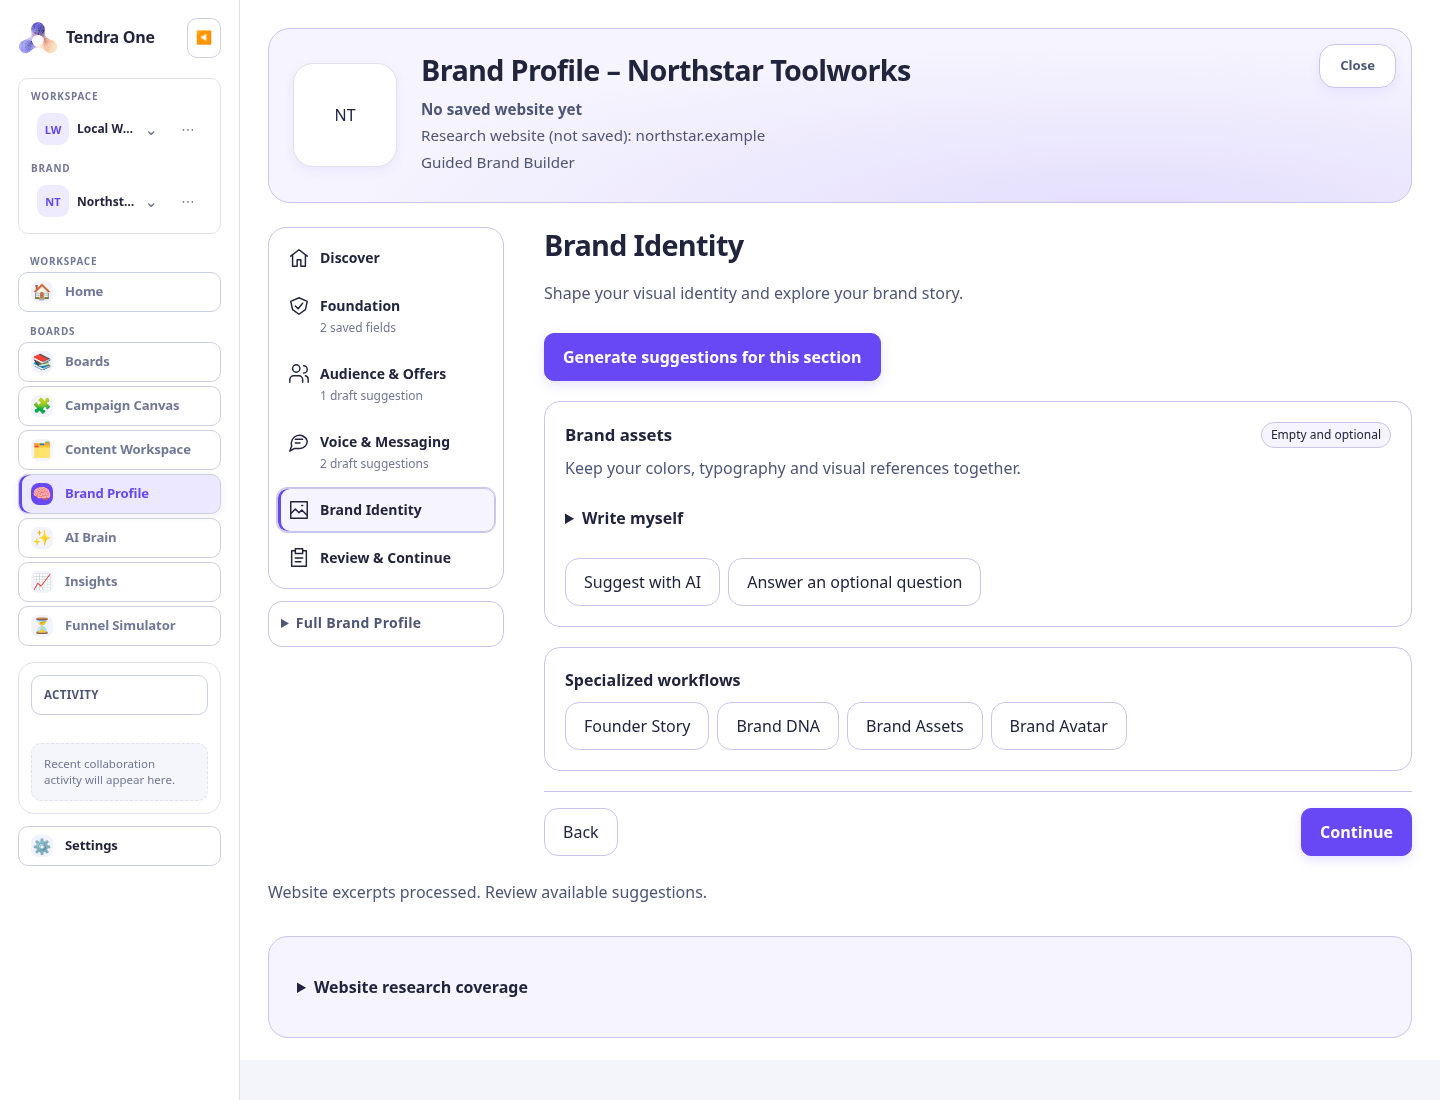 Tendra One
WORKSPACE
LW
Local W...
...
BRAND
NT
Northst...
...
WORKSPACE
Home
BOARDS
Boards
Campaign Canvas
Content Workspace
Brand Profile
AI Brain
Insights
Funnel Simulator
ACTIVITY
Recent collaboration
activity will appear here.
Settings
NT
Brand Profile – Northstar Toolworks
No saved website yet
Research website (not saved): northstar.example
Guided Brand Builder
Close
Discover
Foundation
2 saved fields
Audience & Offers
1 draft suggestion
Voice & Messaging
2 draft suggestions
Brand Identity
Review & Continue
Full Brand Profile
Brand Identity
Shape your visual identity and explore your brand story.
Generate suggestions for this section
Brand assets
Empty and optional
Keep your colors, typography and visual references together.
Write myself
Suggest with AI
Answer an optional question
Specialized workflows
Founder Story
Brand DNA
Brand Assets
Brand Avatar
Back
Continue
Website excerpts processed. Review available suggestions.
Website research coverage